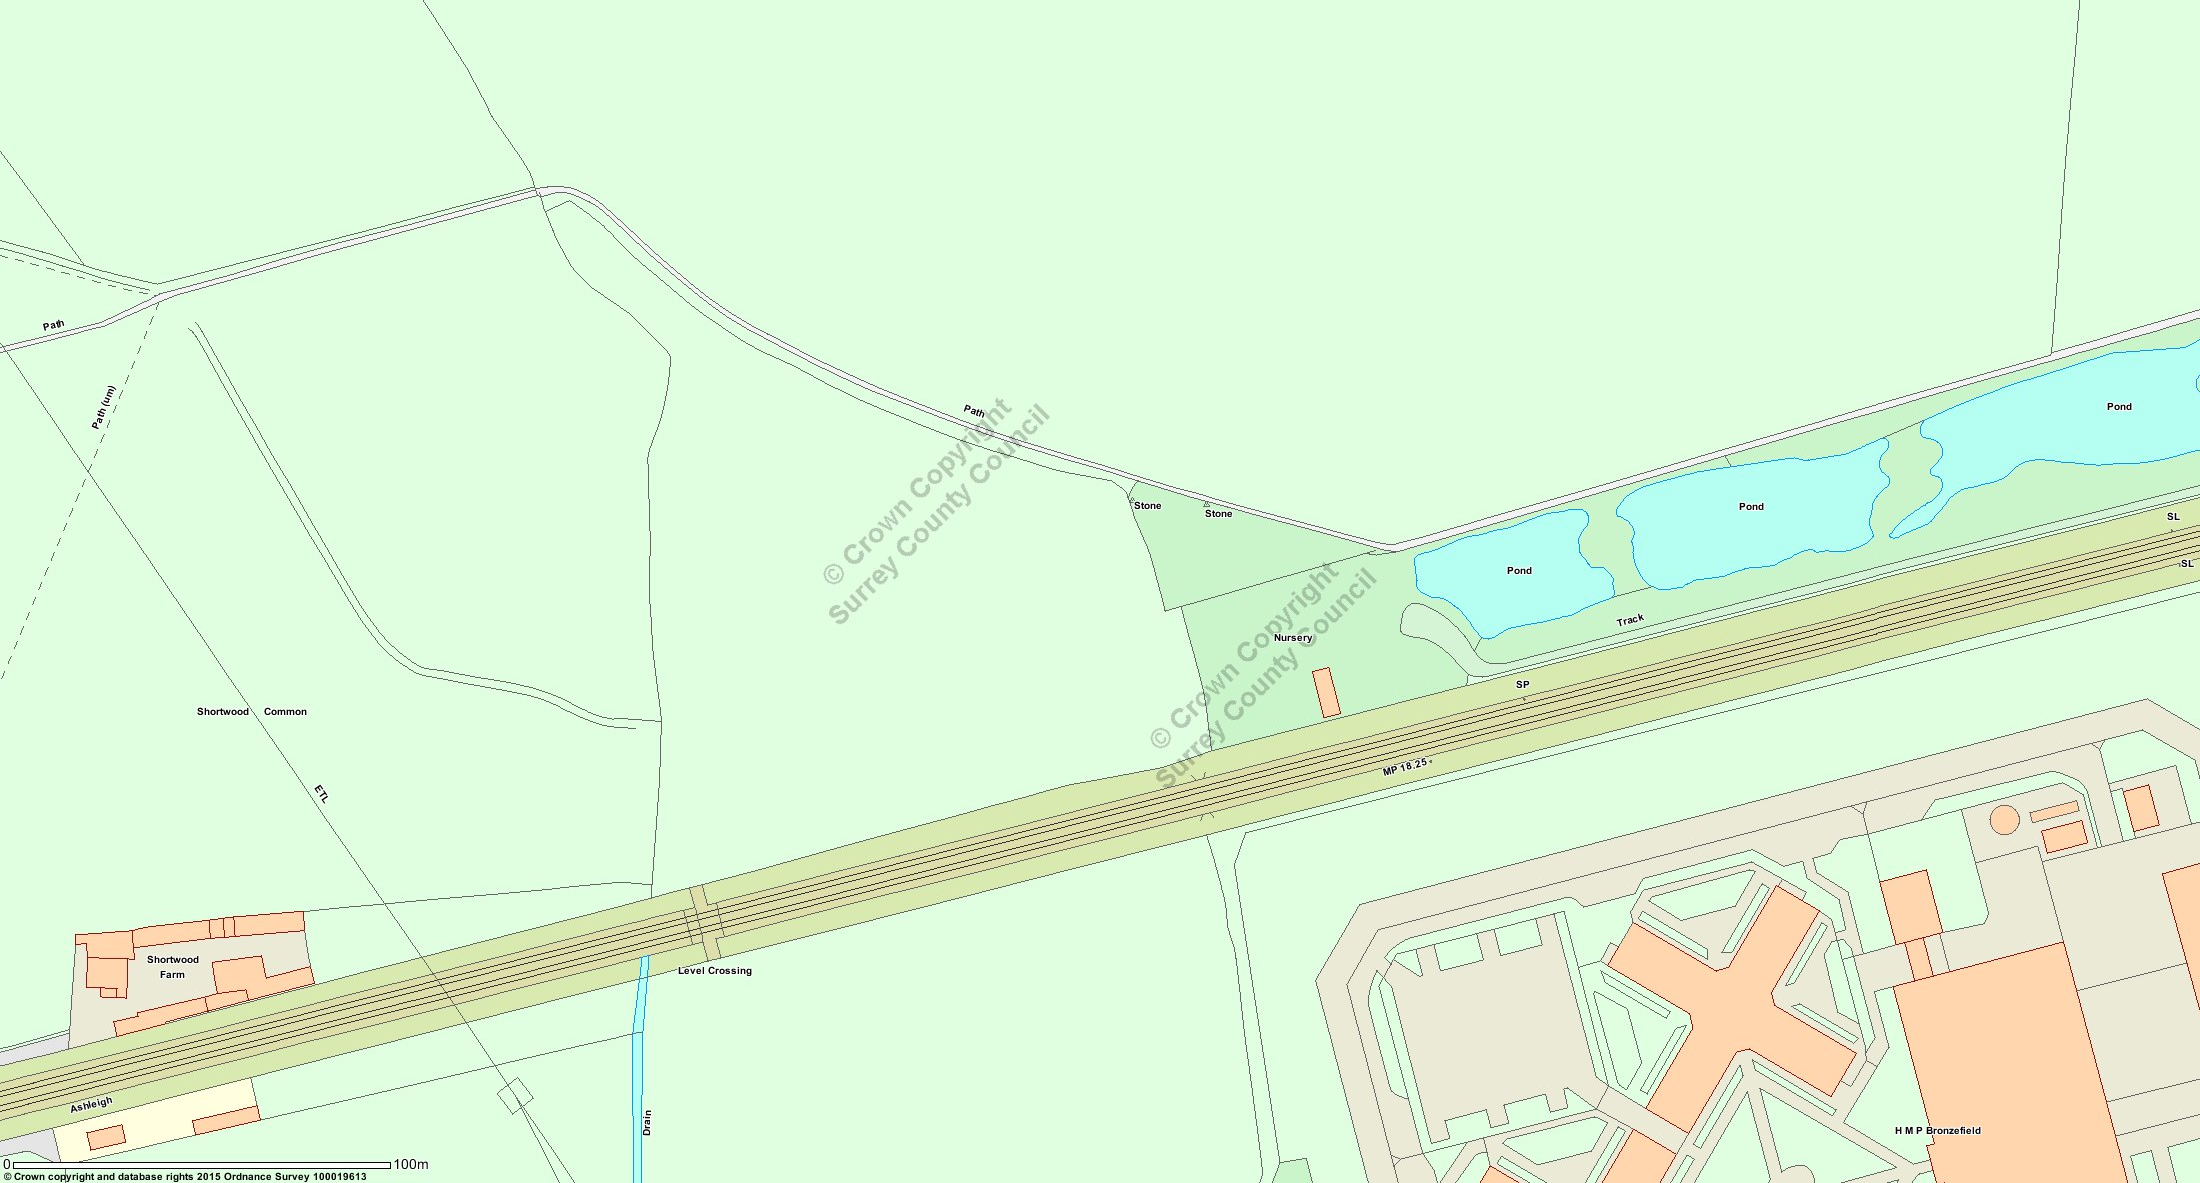 Path
Path (um)
Path
© Crown Copyright
Surrey County Council
Stone
Stone
Pond
Pond
Pond
SL
SL
Track
Nursery
© Crown Copyright
Surrey County Council
SP
MP 18.25
Shortwood Common
ETL
Shortwood
Farm
Level Crossing
Ashleigh
Drain
H M P Bronzefield
0 100m
© Crown copyright and database rights 2015 Ordnance Survey 100019613